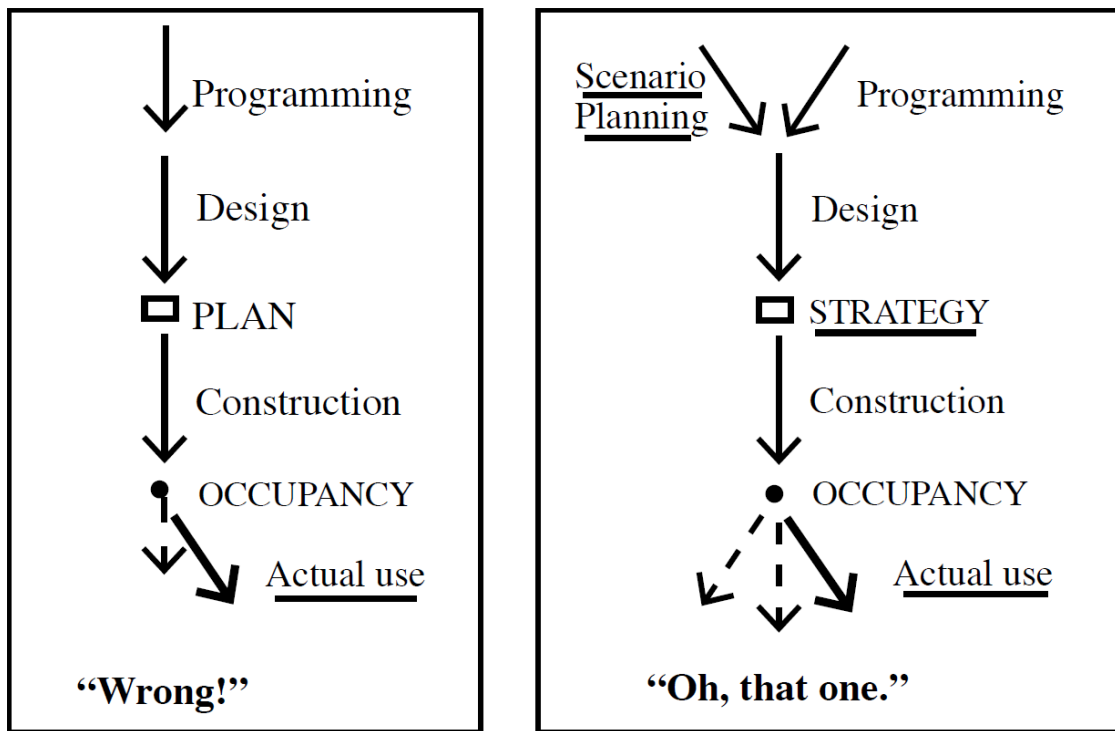 Programming
Design
PLAN
Construction
OCCUPANCY
Actual use
“Wrong!”
Scenario
Planning
Programming
Design
STRATEGY
Construction
OCCUPANCY
Actual use
“Oh, that one.”